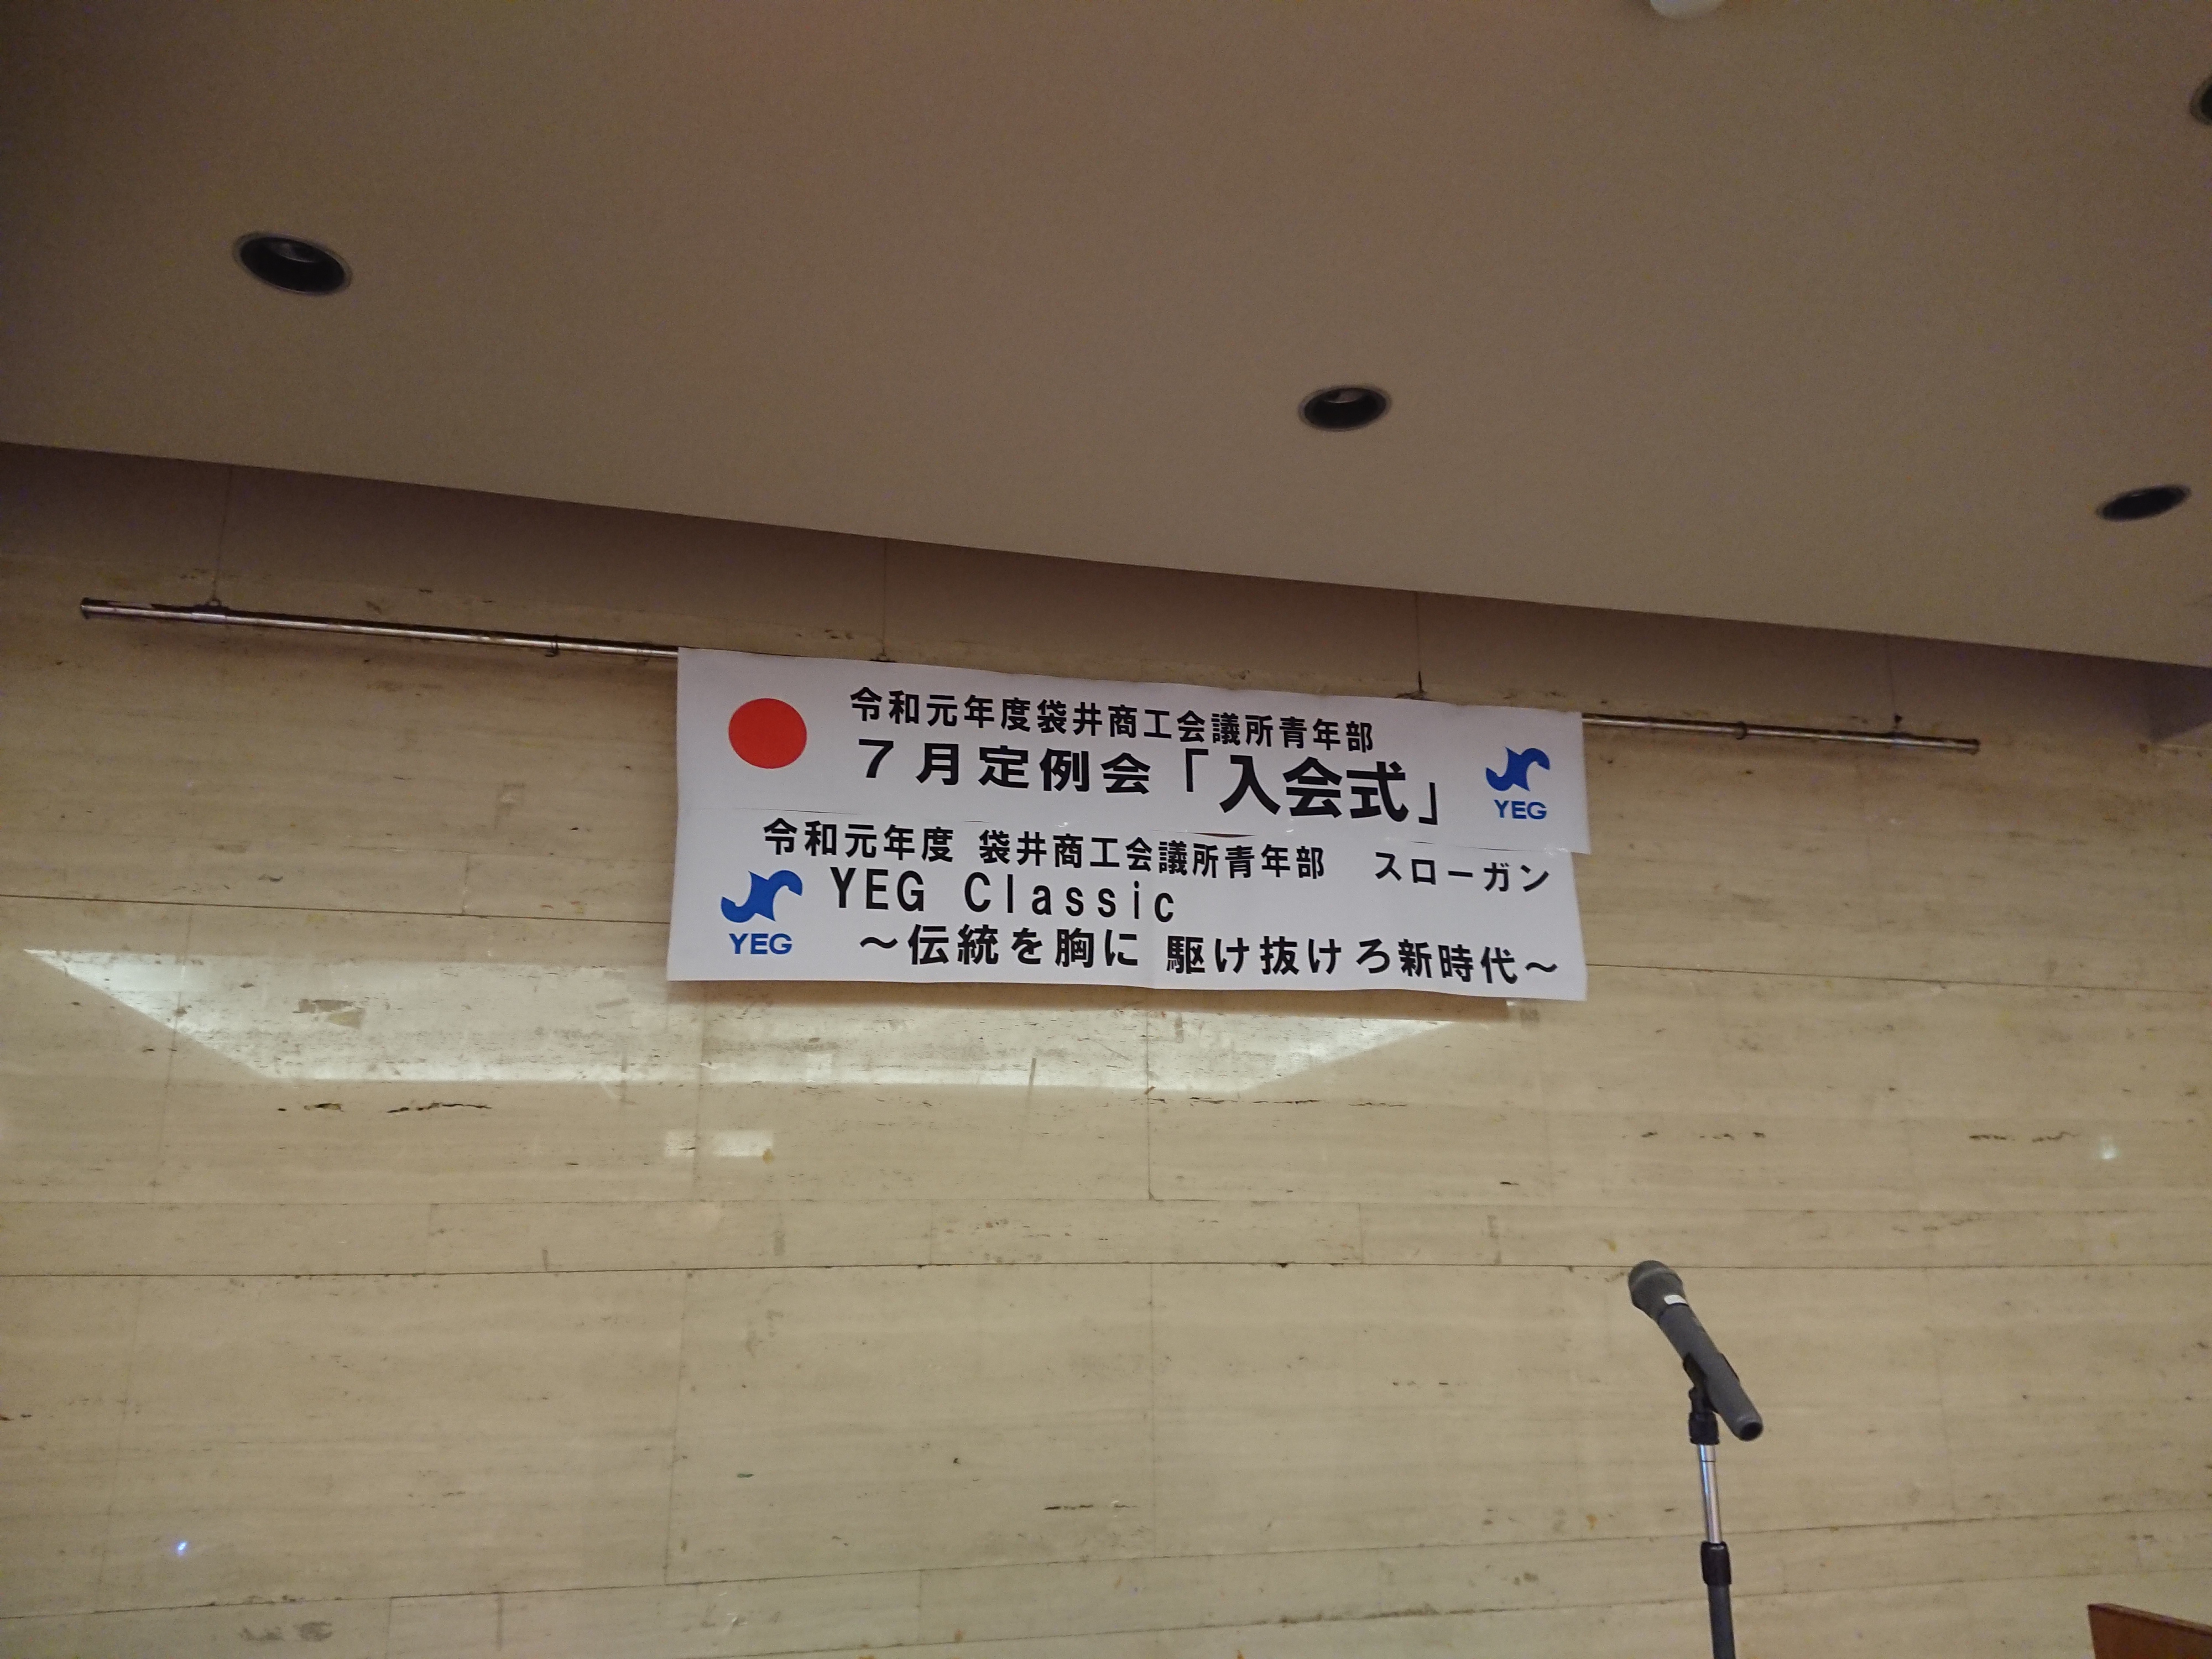 令和元年度袋井商工会議所青年部
７月定例会「入会式」
YEG
令和元年度 袋井商工会議所青年部　スローガン
YEG Classic
～伝統を胸に 駆け抜けろ新時代～
YEG